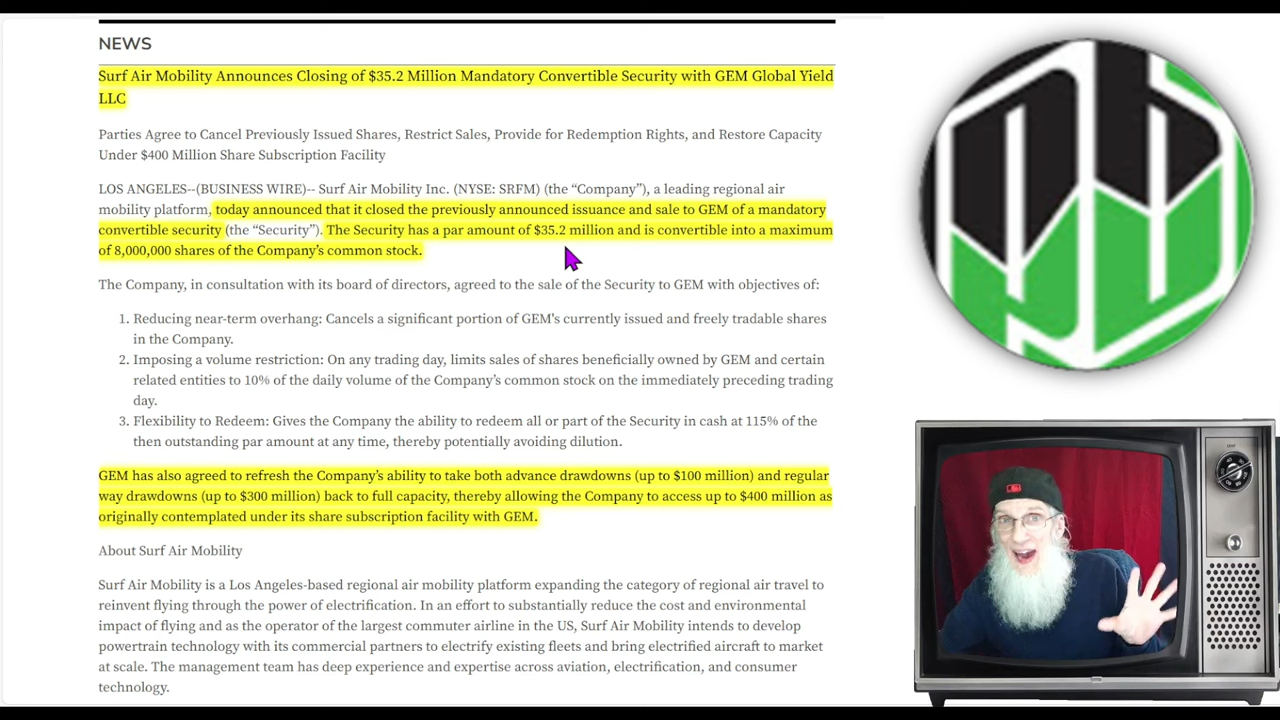 NEWS
Surf Air Mobility Announces Closing of $35.2 Million Mandatory Convertible Security with GEM Global Yield
LLC
Parties Agree to Cancel Previously Issued Shares, Restrict Sales, Provide for Redemption Rights, and Restore Capacity
Under $400 Million Share Subscription Facility
LOS ANGELES--(BUSINESS WIRE)-- Surf Air Mobility Inc. (NYSE: SRFM) (the “Company”), a leading regional air
mobility platform, today announced that it closed the previously announced issuance and sale to GEM of a mandatory
convertible security (the “Security”). The Security has a par amount of $35.2 million and is convertible into a maximum
of 8,000,000 shares of the Company’s common stock.
The Company, in consultation with its board of directors, agreed to the sale of the Security to GEM with objectives of:
1. Reducing near-term overhang: Cancels a significant portion of GEM's currently issued and freely tradable shares
in the Company.
2. Imposing a volume restriction: On any trading day, limits sales of shares beneficially owned by GEM and certain
related entities to 10% of the daily volume of the Company’s common stock on the immediately preceding trading
day.
3. Flexibility to Redeem: Gives the Company the ability to redeem all or part of the Security in cash at 115% of the
then outstanding par amount at any time, thereby potentially avoiding dilution.
GEM has also agreed to refresh the Company’s ability to take both advance drawdowns (up to $100 million) and regular
way drawdowns (up to $300 million) back to full capacity, thereby allowing the Company to access up to $400 million as
originally contemplated under its share subscription facility with GEM.
About Surf Air Mobility
Surf Air Mobility is a Los Angeles-based regional air mobility platform expanding the category of regional air travel to
reinvent flying through the power of electrification. In an effort to substantially reduce the cost and environmental
impact of flying and as the operator of the largest commuter airline in the US, Surf Air Mobility intends to develop
powertrain technology with its commercial partners to electrify existing fleets and bring electrified aircraft to market
at scale. The management team has deep experience and expertise across aviation, electrification, and consumer
technology.